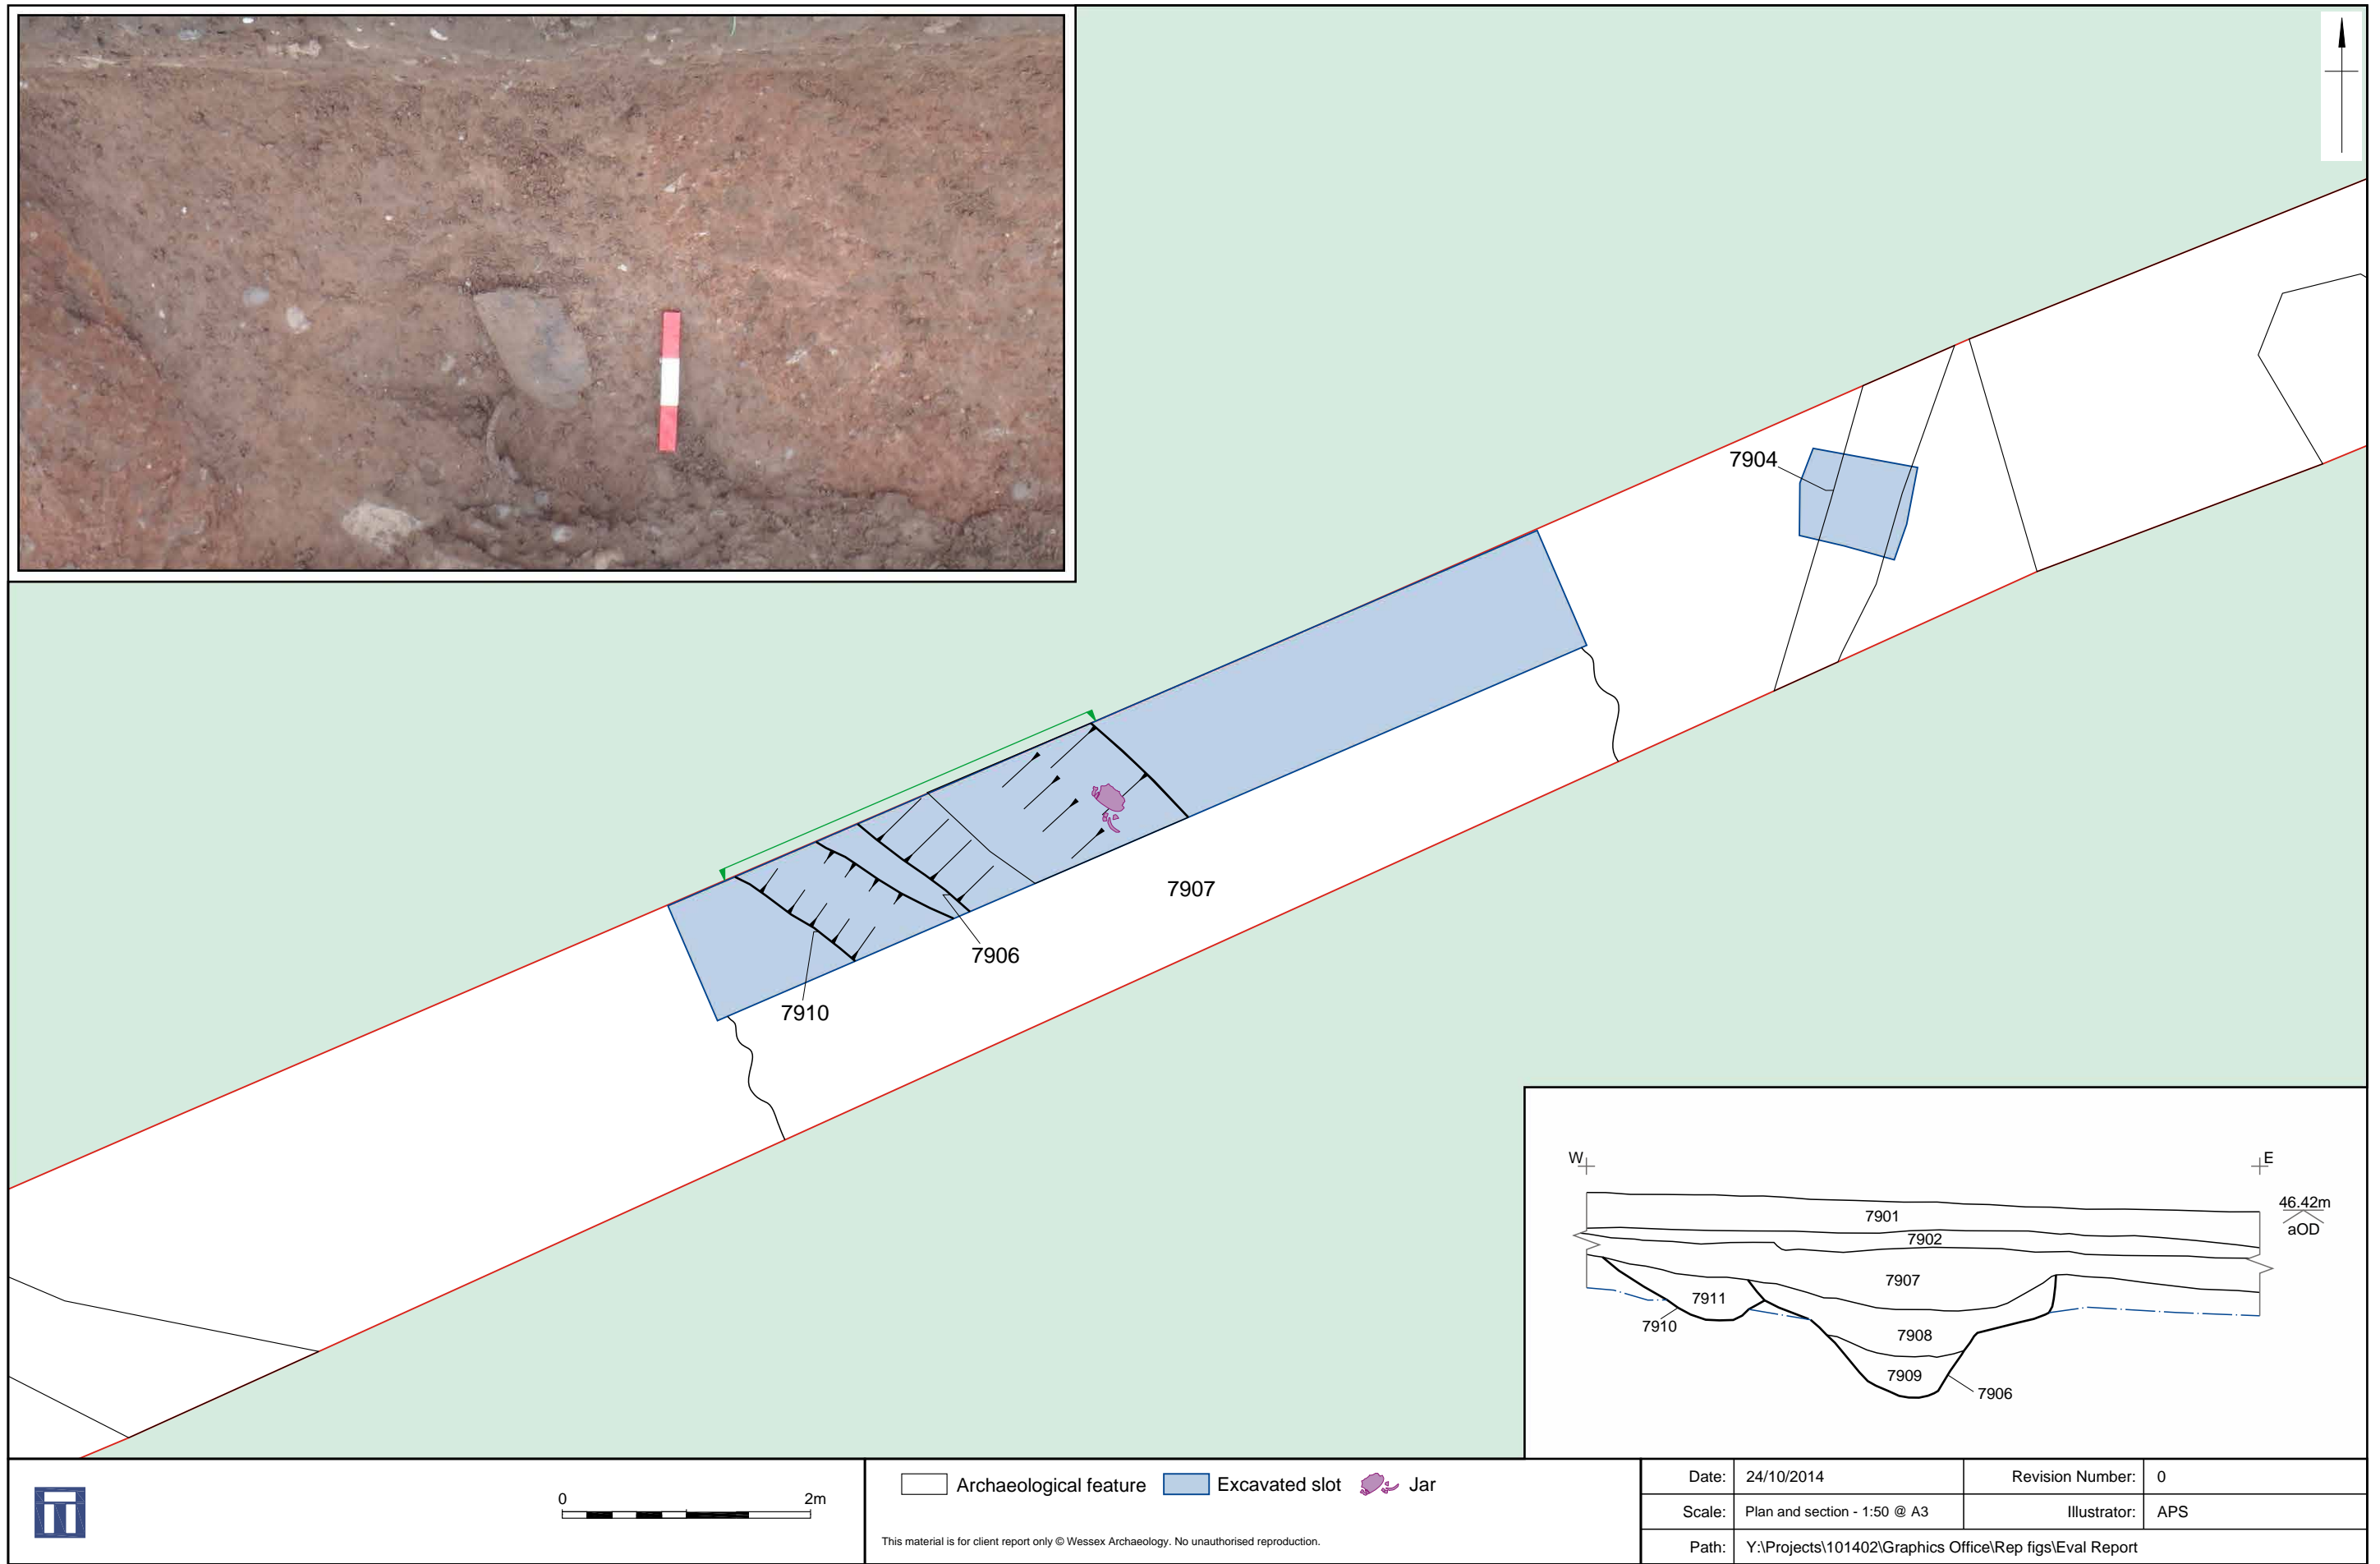 7904
7907
7906
7910
W
E
46.42m
aOD
7901
7902
7907
7911
7910
7908
7909
7906
0 2m
Archaeological feature Excavated slot Jar
This material is for client report only © Wessex Archaeology. No unauthorised reproduction.
Date: 24/10/2014 Revision Number: 0
Scale: Plan and section - 1:50 @ A3 Illustrator: APS
Path: Y:\Projects\101402\Graphics Office\Rep figs\Eval Report